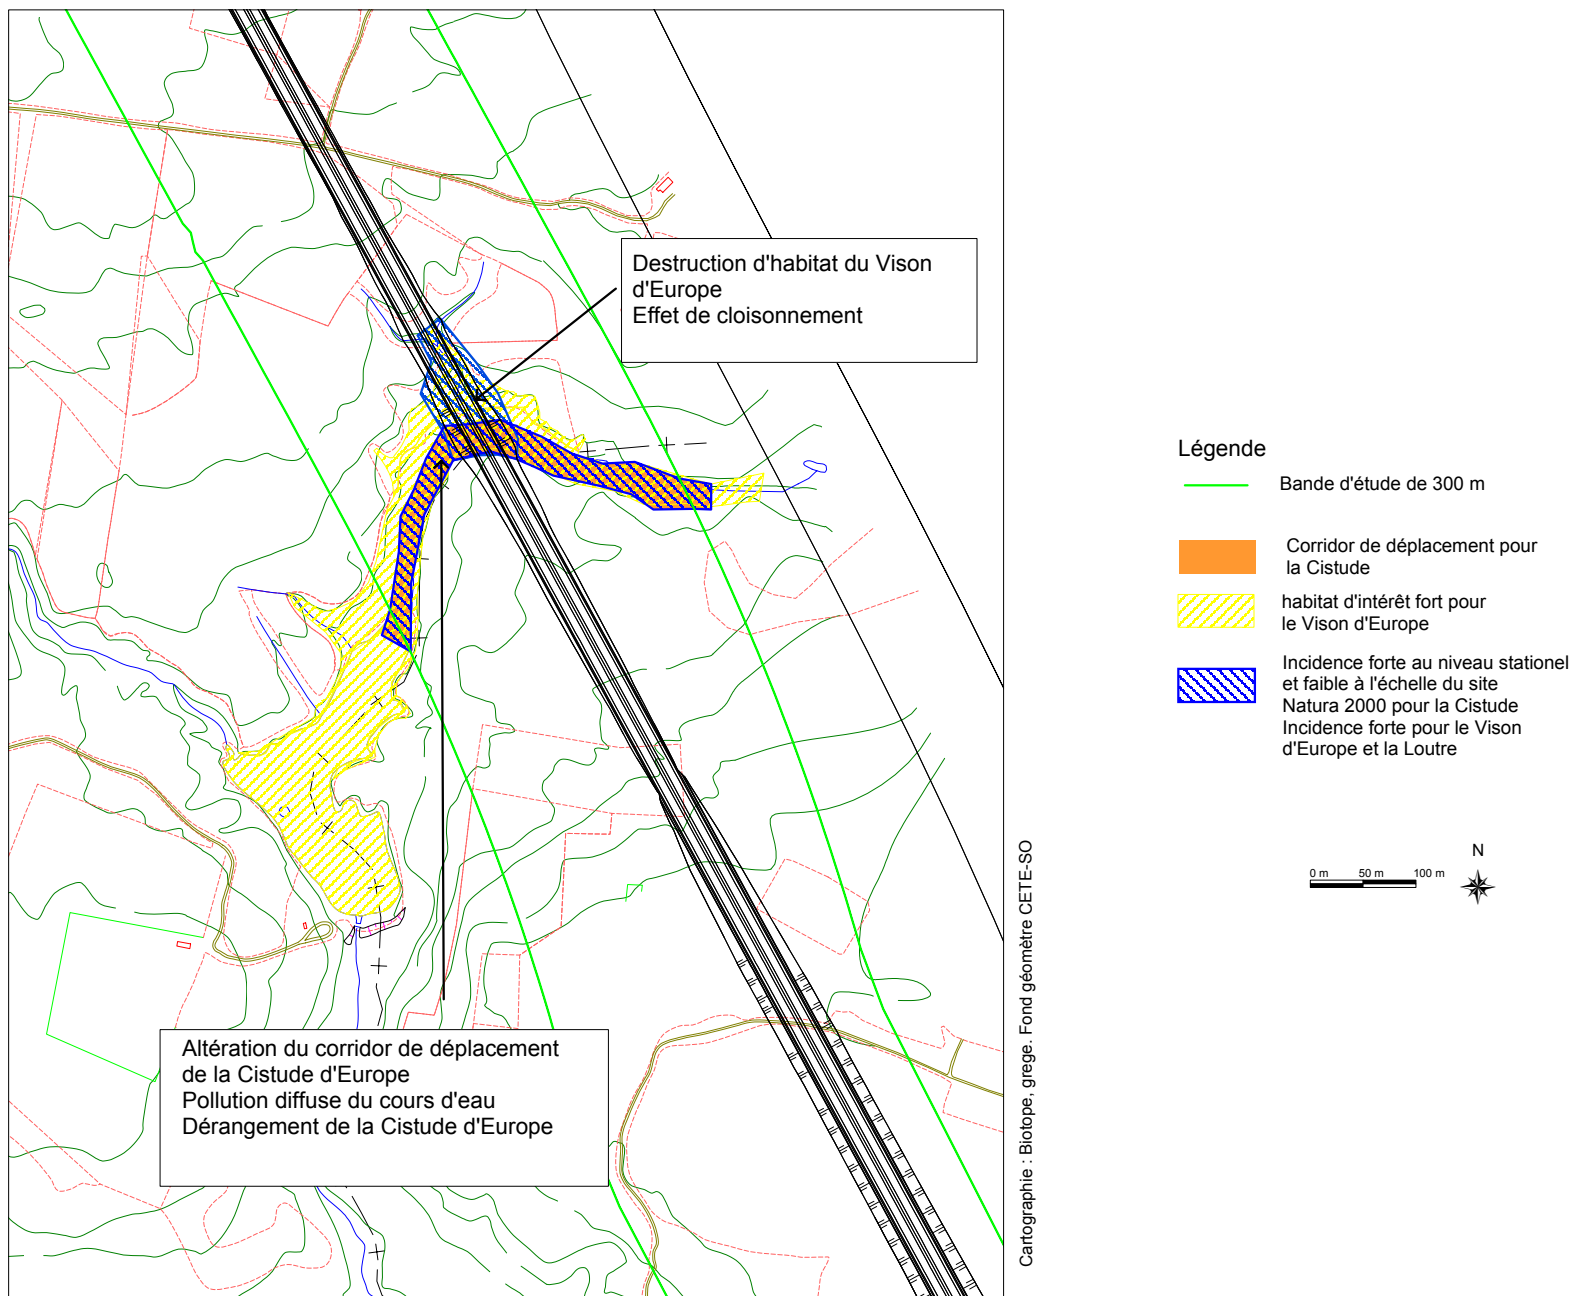 Destruction d'habitat du Vison
d'Europe
Effet de cloisonnement
Altération du corridor de déplacement
de la Cistude d'Europe
Pollution diffuse du cours d'eau
Dérangement de la Cistude d'Europe
Cartographie : Biotope, grege. Fond géomètre CETE-SO
Légende
Bande d'étude de 300 m
Corridor de déplacement pour
la Cistude
habitat d'intérêt fort pour
le Vison d'Europe
Incidence forte au niveau stationel
et faible à l'échelle du site
Natura 2000 pour la Cistude
Incidence forte pour le Vison
d'Europe et la Loutre
0 m 50 m 100 m
N